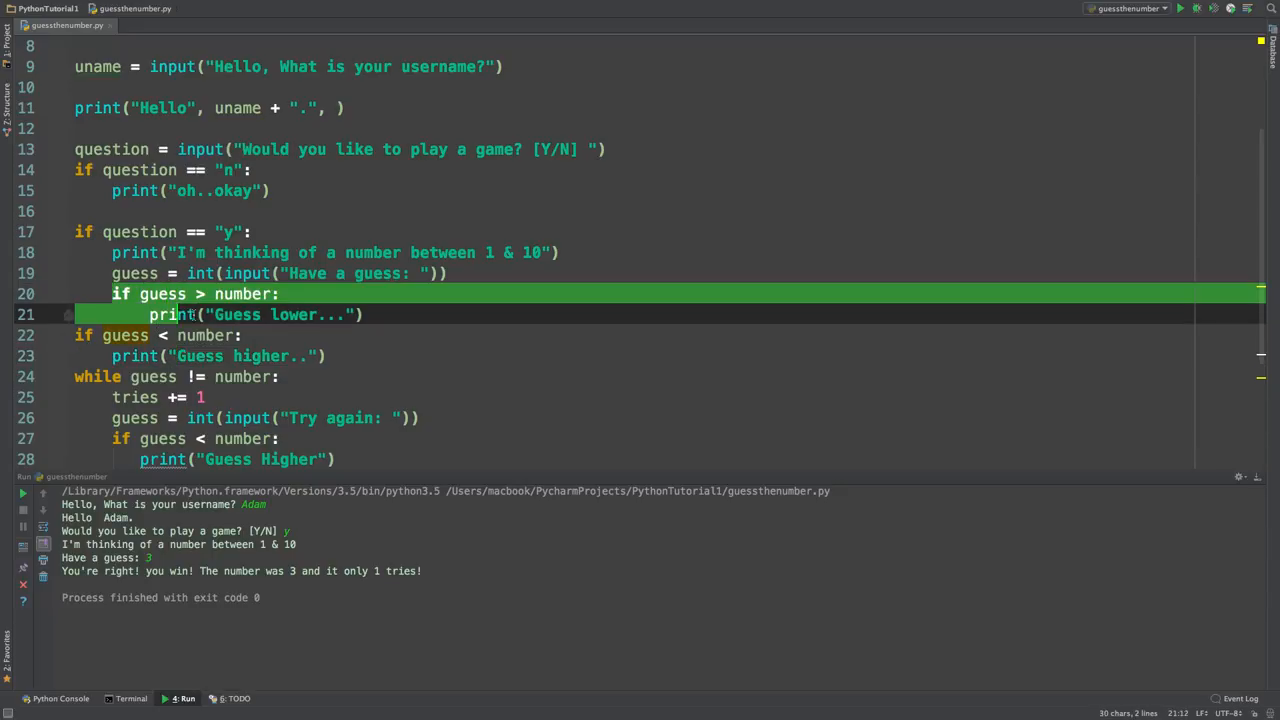 PythonTutorial1 guessthenumber.py guessthenumber
guessthenumber.py
1: Project
7: Structure
Database
2: Favorites
8
9 uname = input("Hello, What is your username?")
10
11 print("Hello", uname + ".", )
12
13 question = input("Would you like to play a game? [Y/N] ")
14 if question == "n":
15 print("oh..okay")
16
17 if question == "y":
18 print("I'm thinking of a number between 1 & 10")
19 guess = int(input("Have a guess: "))
20 if guess > number:
21 print("Guess lower...")
22 if guess < number:
23 print("Guess higher..")
24 while guess != number:
25 tries += 1
26 guess = int(input("Try again: "))
27 if guess < number:
28 print("Guess Higher")
Run guessthenumber
/Library/Frameworks/Python.framework/Versions/3.5/bin/python3.5 /Users/macbook/PycharmProjects/PythonTutorial1/guessthenumber.py
Hello, What is your username? Adam
Hello  Adam.
Would you like to play a game? [Y/N] y
I'm thinking of a number between 1 & 10
Have a guess: 3
You're right! you win! The number was 3 and it only 1 tries!
Process finished with exit code 0
Python Console Terminal 4: Run 6: TODO Event Log
30 chars, 2 lines 21:12 LF÷ UTF-8÷